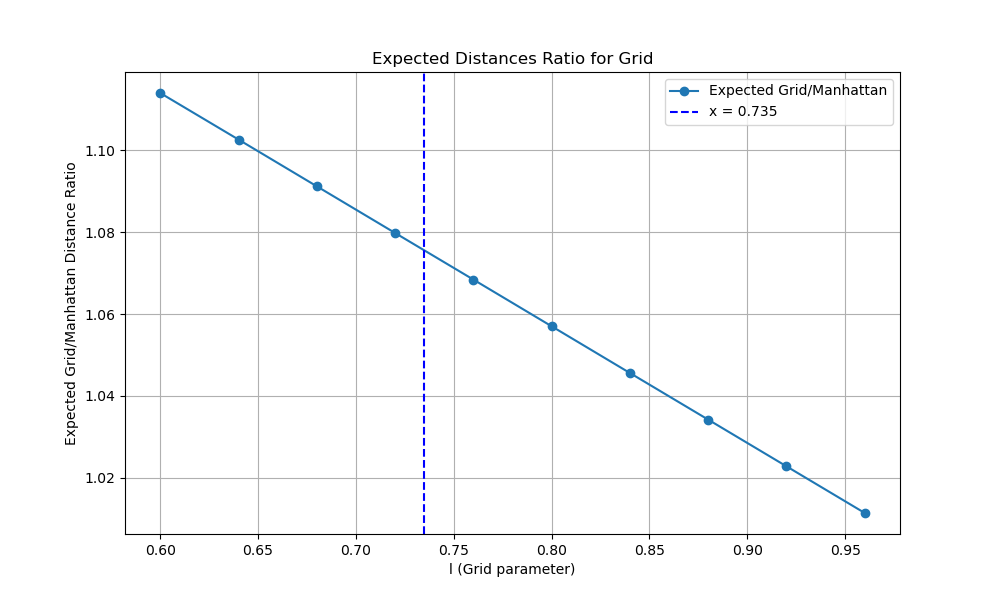 Expected Distances Ratio for Grid
Expected Grid/Manhattan
x = 0.735
Expected Grid/Manhattan Distance Ratio
1.10
1.08
1.06
1.04
1.02
0.60 0.65 0.70 0.75 0.80 0.85 0.90 0.95
l (Grid parameter)